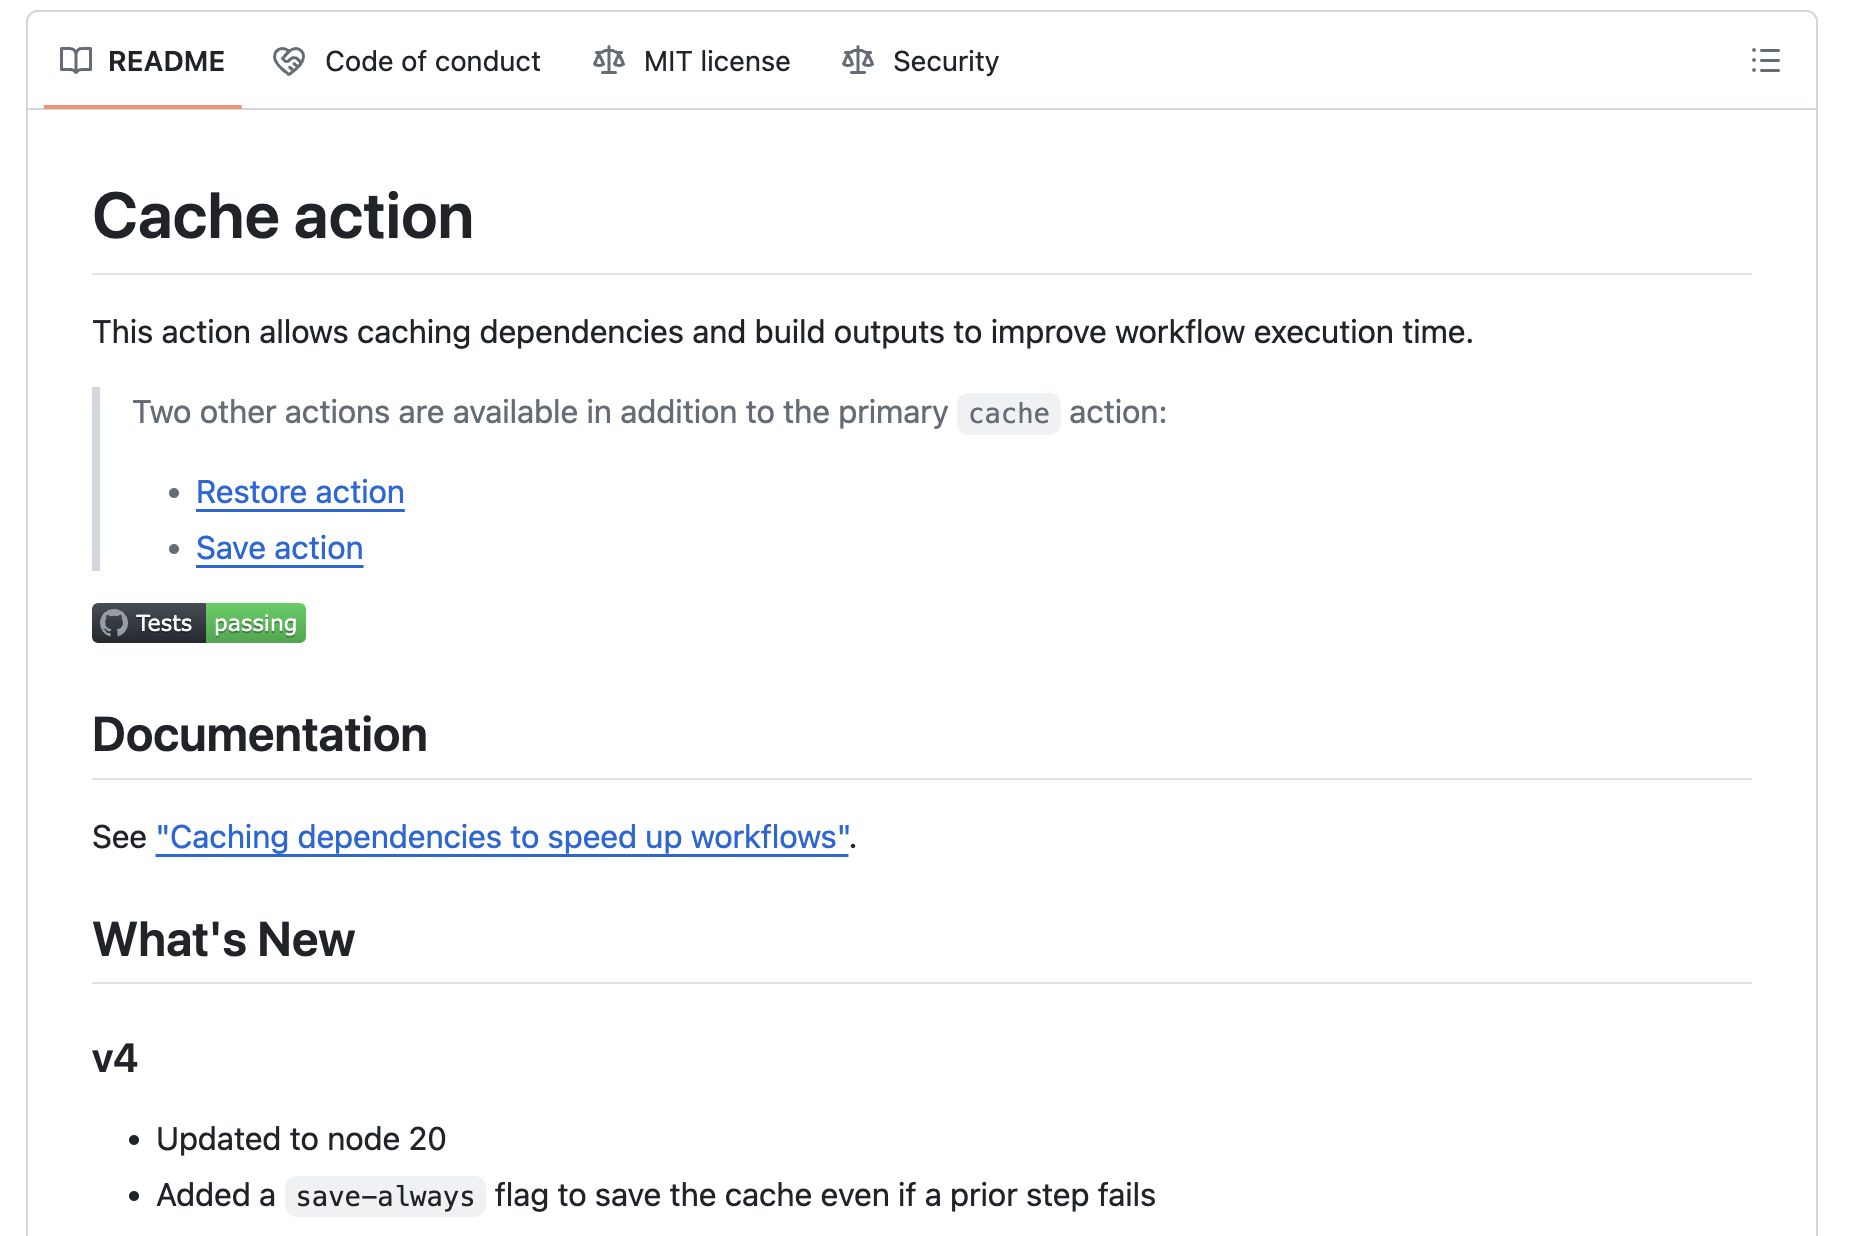 README Code of conduct MIT license Security
Cache action
This action allows caching dependencies and build outputs to improve workflow execution time.
Two other actions are available in addition to the primary cache action:
Restore action
Save action
Tests passing
Documentation
See "Caching dependencies to speed up workflows".
What's New
v4
Updated to node 20
Added a save-always flag to save the cache even if a prior step fails